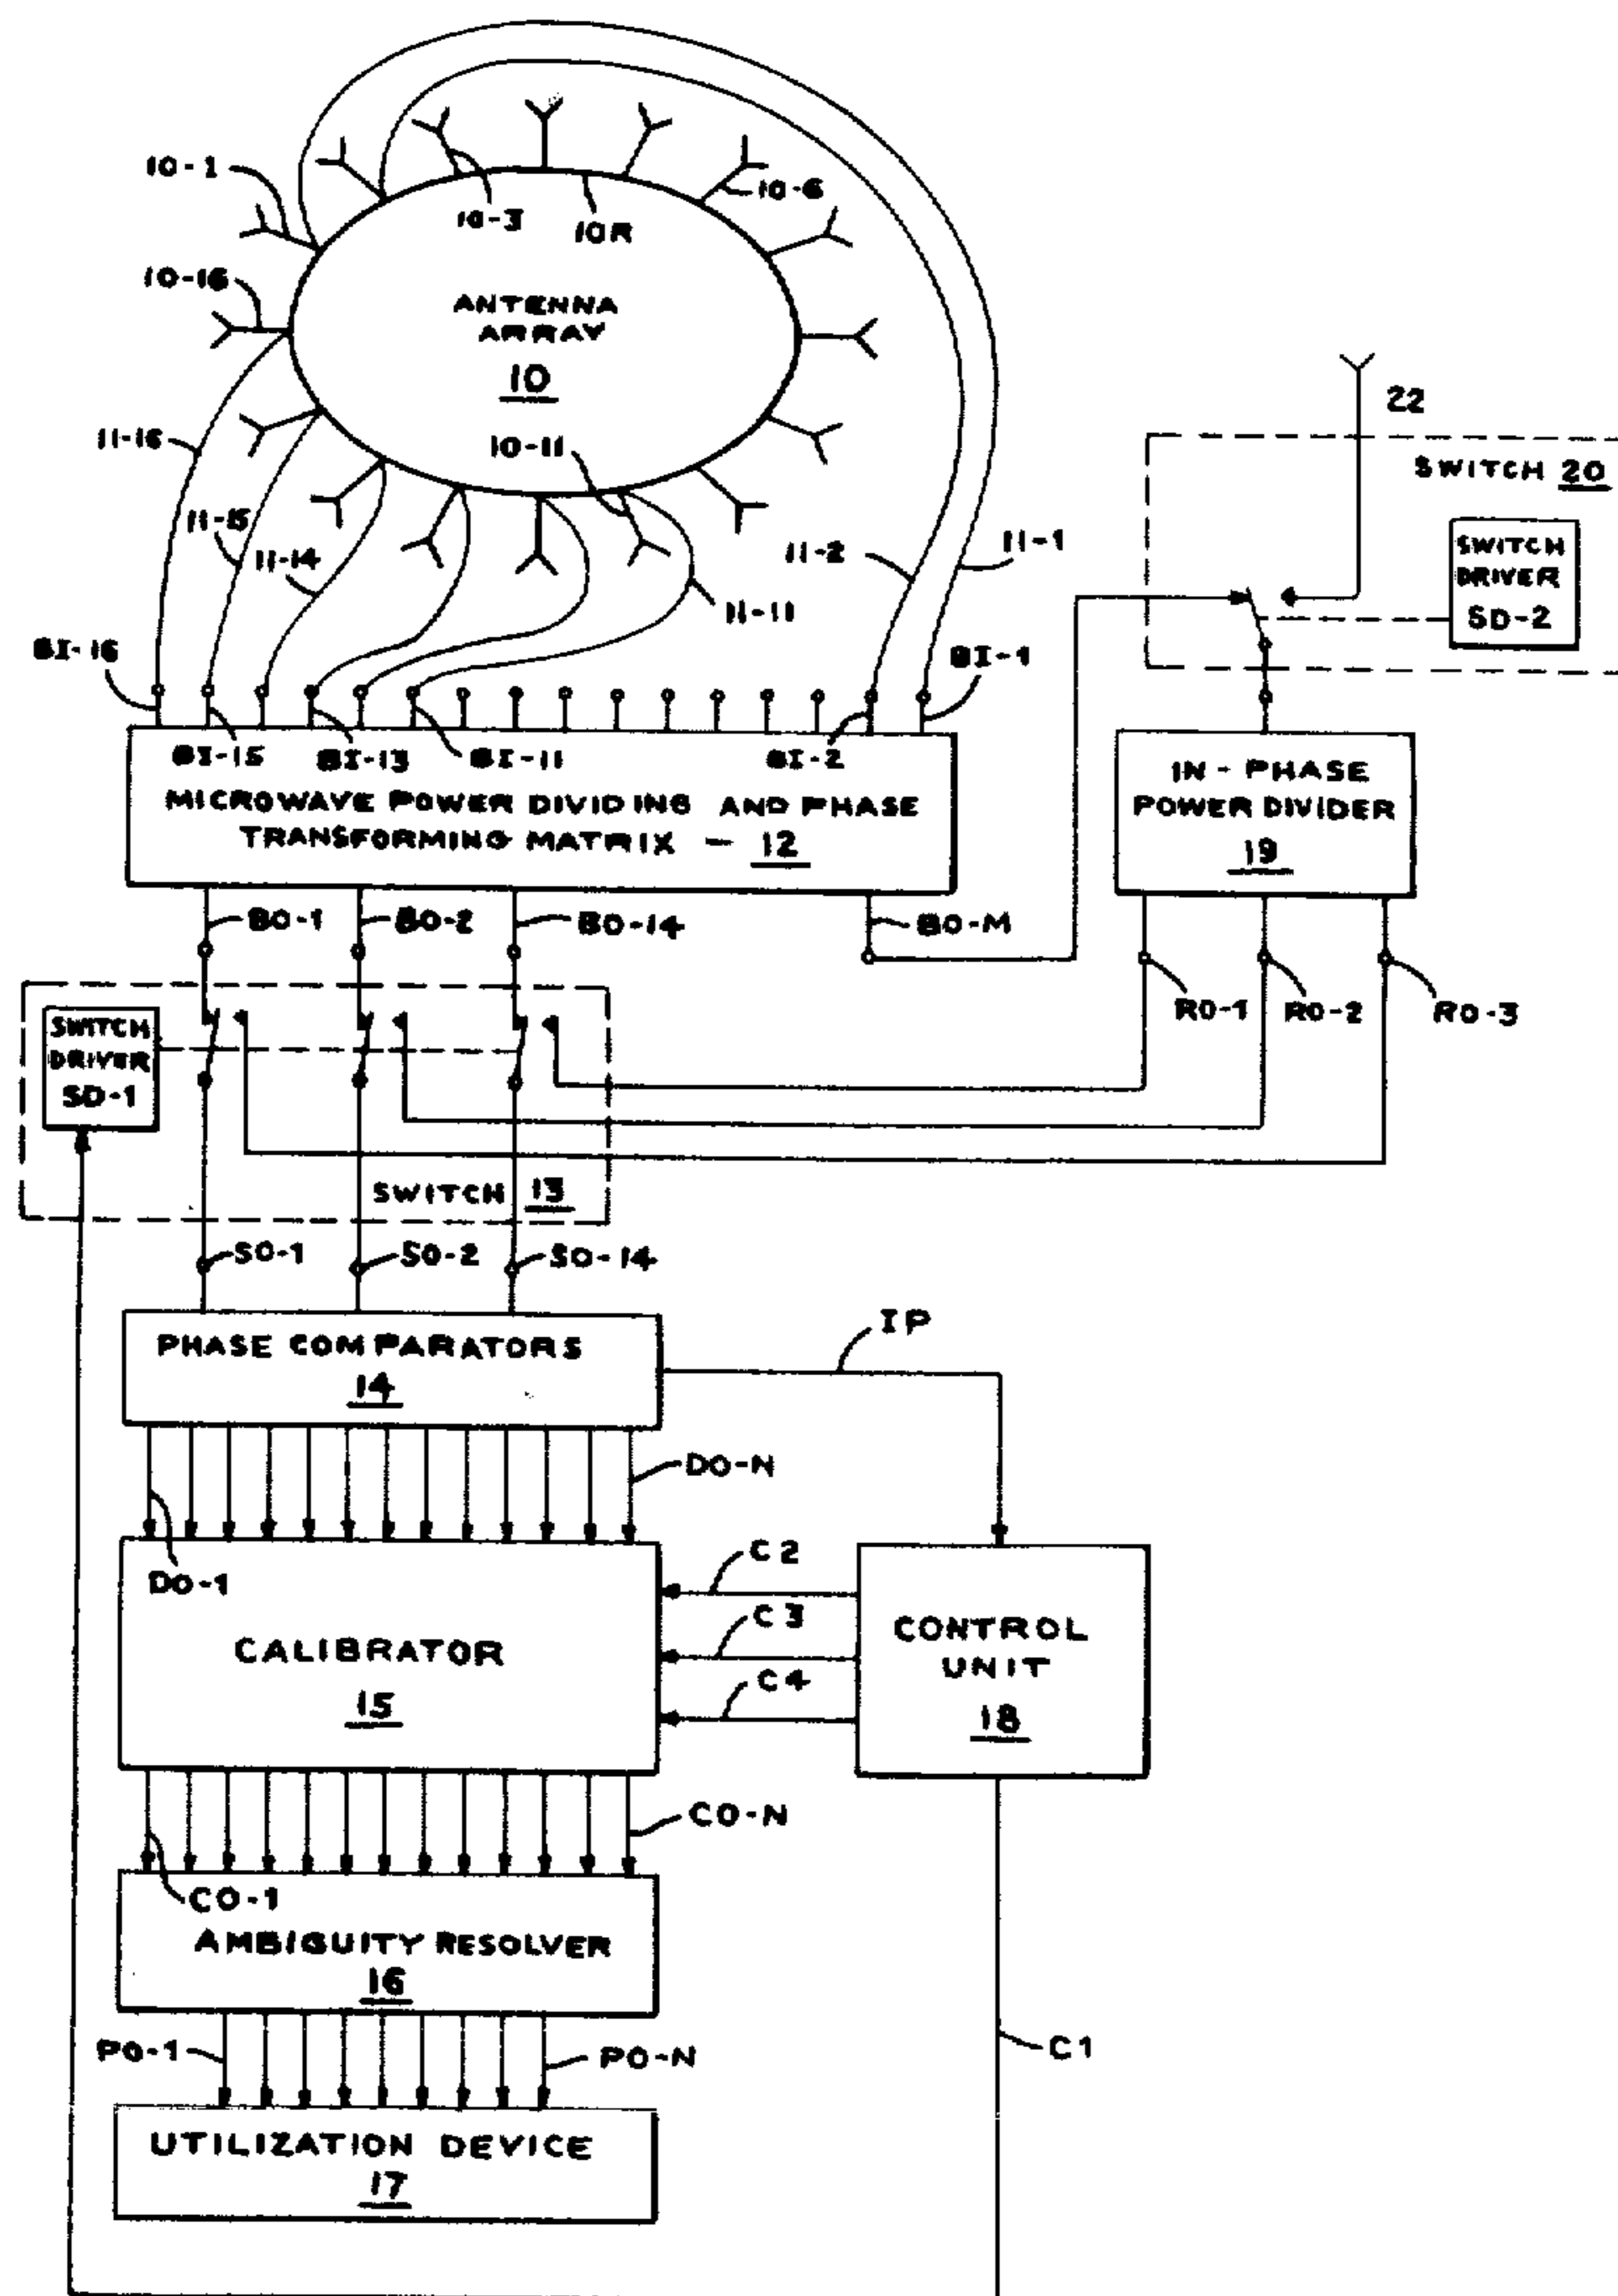 10-1
10-3
10R
10-6
10-16
ANTENNA
ARRAY
10
22
11-16
10-11
SWITCH 20
11-15
11-14
11-2
11-1
SWITCH
DRIVER
SD-2
11-11
BI-16
BI-1
BI-15
BI-13
BI-11
BI-2
MICROWAVE POWER DIVIDING AND PHASE
TRANSFORMING MATRIX - 12
IN-PHASE
POWER DIVIDER
19
BO-1
BO-2
BO-14
BO-M
RO-1
RO-2
RO-3
SWITCH
DRIVER
SD-1
SWITCH 13
SO-1
SO-2
SO-14
PHASE COMPARATORS
14
IP
DO-N
DO-1
C2
C3
C4
CALIBRATOR
15
CONTROL
UNIT
18
CO-N
CO-1
AMBIGUITY RESOLVER
16
PO-1
PO-N
C1
UTILIZATION DEVICE
17